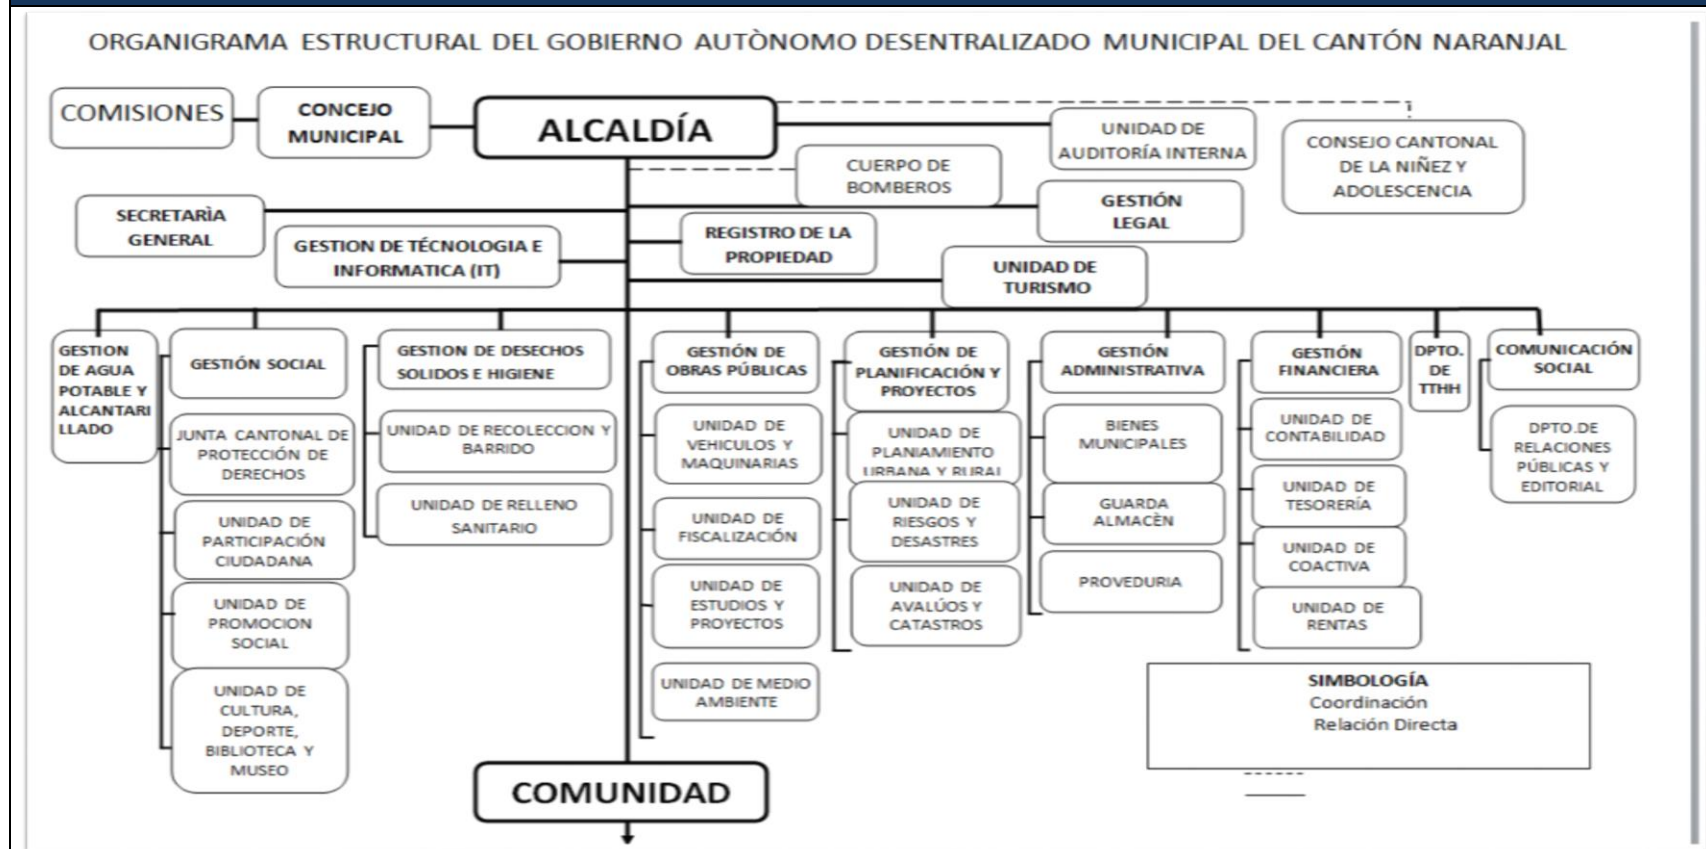 ORGANIGRAMA ESTRUCTURAL DEL GOBIERNO AUTÒNOMO DESENTRALIZADO MUNICIPAL DEL CANTÓN NARANJAL
COMISIONES
CONCEJO
MUNICIPAL
ALCALDÍA
UNIDAD DE
AUDITORÍA INTERNA
CONSEJO CANTONAL
DE LA NIÑEZ Y
ADOLESCENCIA
CUERPO DE
BOMBEROS
SECRETARÌA
GENERAL
GESTIÓN
LEGAL
GESTION DE TÉCNOLOGIA E
INFORMATICA (IT)
REGISTRO DE LA
PROPIEDAD
UNIDAD DE
TURISMO
GESTION
DE AGUA
POTABLE Y
ALCANTARI
LLADO
GESTIÓN SOCIAL
JUNTA CANTONAL DE
PROTECCIÓN DE
DERECHOS
UNIDAD DE
PARTICIPACIÓN
CIUDADANA
UNIDAD DE
PROMOCION
SOCIAL
UNIDAD DE
CULTURA,
DEPORTE,
BIBLIOTECA Y
MUSEO
GESTION DE DESECHOS
SOLIDOS E HIGIENE
UNIDAD DE RECOLECCION Y
BARRIDO
UNIDAD DE RELLENO
SANITARIO
GESTIÓN DE
OBRAS PÚBLICAS
UNIDAD DE
VEHICULOS Y
MAQUINARIAS
UNIDAD DE
FISCALIZACIÓN
UNIDAD DE
ESTUDIOS Y
PROYECTOS
UNIDAD DE MEDIO
AMBIENTE
GESTIÓN DE
PLANIFICACIÓN Y
PROYECTOS
UNIDAD DE
PLANIAMIENTO
URBANA Y RURAL
UNIDAD DE
RIESGOS Y
DESASTRES
UNIDAD DE
AVALÚOS Y
CATASTROS
GESTIÓN
ADMINISTRATIVA
BIENES
MUNICIPALES
GUARDA
ALMACÈN
PROVEDURIA
GESTIÓN
FINANCIERA
UNIDAD DE
CONTABILIDAD
UNIDAD DE
TESORERÍA
UNIDAD DE
COACTIVA
UNIDAD DE
RENTAS
DPTO.
DE
TTHH
COMUNICACIÓN
SOCIAL
DPTO.DE
RELACIONES
PÚBLICAS Y
EDITORIAL
SIMBOLOGÍA
Coordinación
Relación Directa
COMUNIDAD